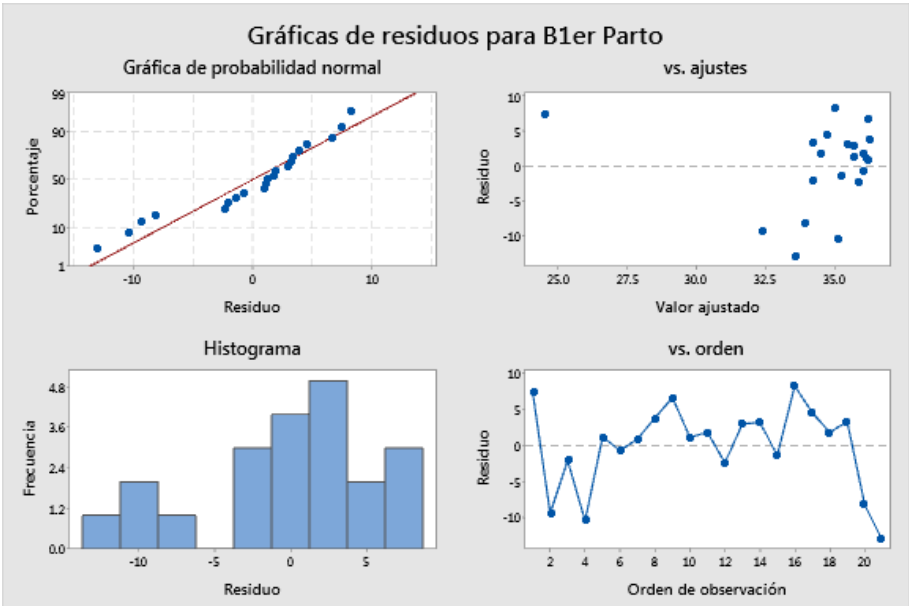 Gráficas de residuos para B1er Parto
Gráfica de probabilidad normal
99
90
50
10
1
Porcentaje
-10 0 10
Residuo
vs. ajustes
10
5
0
-5
-10
Residuo
25.0 27.5 30.0 32.5 35.0
Valor ajustado
Histograma
4.8
3.6
2.4
1.2
0.0
Frecuencia
-10 -5 0 5
Residuo
vs. orden
10
5
0
-5
-10
Residuo
2 4 6 8 10 12 14 16 18 20
Orden de observación